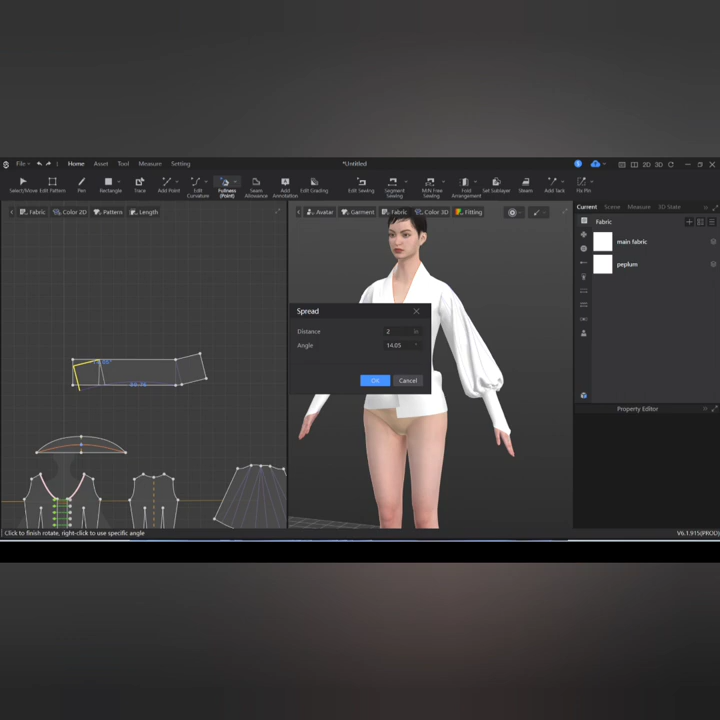 File Home Asset Tool Measure Setting *Untitled 2D 3D
Select/Move Edit Pattern Pen Rectangle Trace Add Point Edit Curvature Fullness (Point) Seam Allowance Add Annotation Edit Grading Edit Sewing Segment Sewing M:N Free Sewing Fold Arrangement Set Sublayer Steam Add Tack Fix Pin
Fabric Color 2D Pattern Length Avatar Garment Fabric Color 3D Fitting
Current Scene Measure 3D State
Fabric
main fabric
peplum
Spread
Distance 2 in
Angle 14.05 °
OK Cancel
Property Editor
Click to finish rotate, right-click to use specific angle
V6.1.915(PROD)